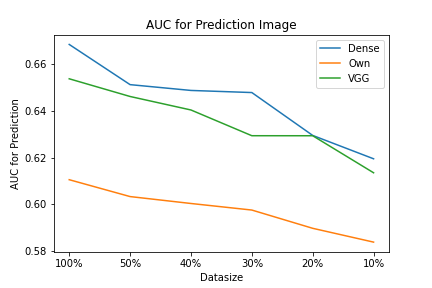 AUC for Prediction Image
Dense
Own
VGG
AUC for Prediction
0.66
0.64
0.62
0.60
0.58
100% 50% 40% 30% 20% 10%
Datasize